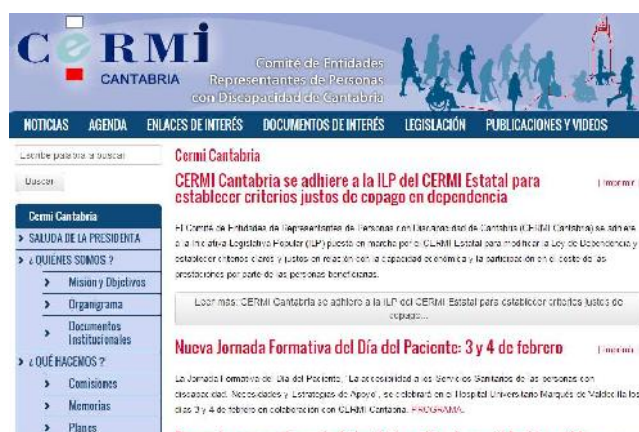 CERMI
CANTABRIA
Comité de Entidades
Representantes de Personas
con Discapacidad de Cantabria
NOTICIAS AGENDA ENLACES DE INTERÉS DOCUMENTOS DE INTERÉS LEGISLACIÓN PUBLICACIONES Y VIDEOS
Escribe palabra a buscar
Buscar
Cermi Cantabria
SALUDA DE LA PRESIDENTA
¿ QUIÉNES SOMOS ?
Misión y Objetivos
Organigrama
Documentos
Institucionales
¿ QUÉ HACEMOS ?
Comisiones
Memorias
Planes
Cermi Cantabria
CERMI Cantabria se adhiere a la ILP del CERMI Estatal para
establecer criterios justos de copago en dependencia
| Imprimir |
El Comité de Entidades de Representantes de Personas con Discapacidad de Cantabria (CERMI Cantabria) se adhiere
a la Iniciativa Legislativa Popular (ILP) puesta en marcha por el CERMI Estatal para modificar la Ley de Dependencia y
establecer criterios claros y justos en relación con la capacidad económica y la participación en el coste de las
prestaciones por parte de las personas beneficiarias.
Leer más: CERMI Cantabria se adhiere a la ILP del CERMI Estatal para establecer criterios justos de
copago...
Nueva Jornada Formativa del Día del Paciente: 3 y 4 de febrero
| Imprimir |
La Jornada Formativa del Día del Paciente, "La accesibilidad a los Servicios Sanitarios de las personas con
discapacidad. Necesidades y Estrategias de Apoyo", se celebrará en el Hospital Universitario Marqués de Valdecilla los
días 3 y 4 de febrero en colaboración con CERMI Cantabria. PROGRAMA.